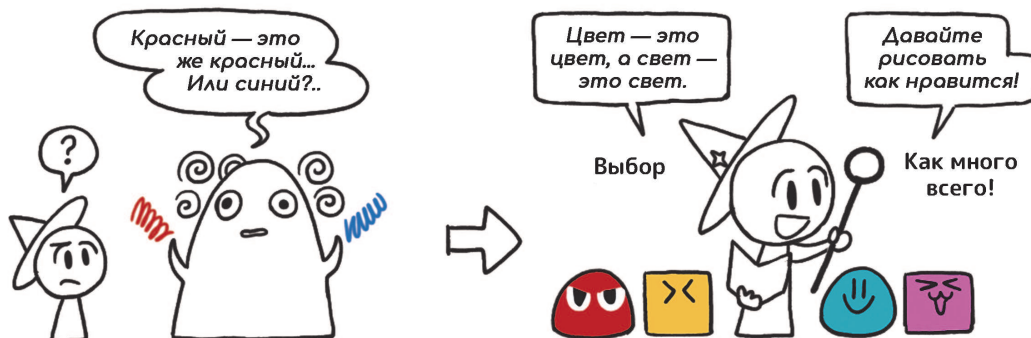 Красный — это
же красный...
Или синий?..
?
Цвет — это
цвет, а свет —
это свет.
Выбор
Давайте
рисовать
как нравится!
Как много
всего!